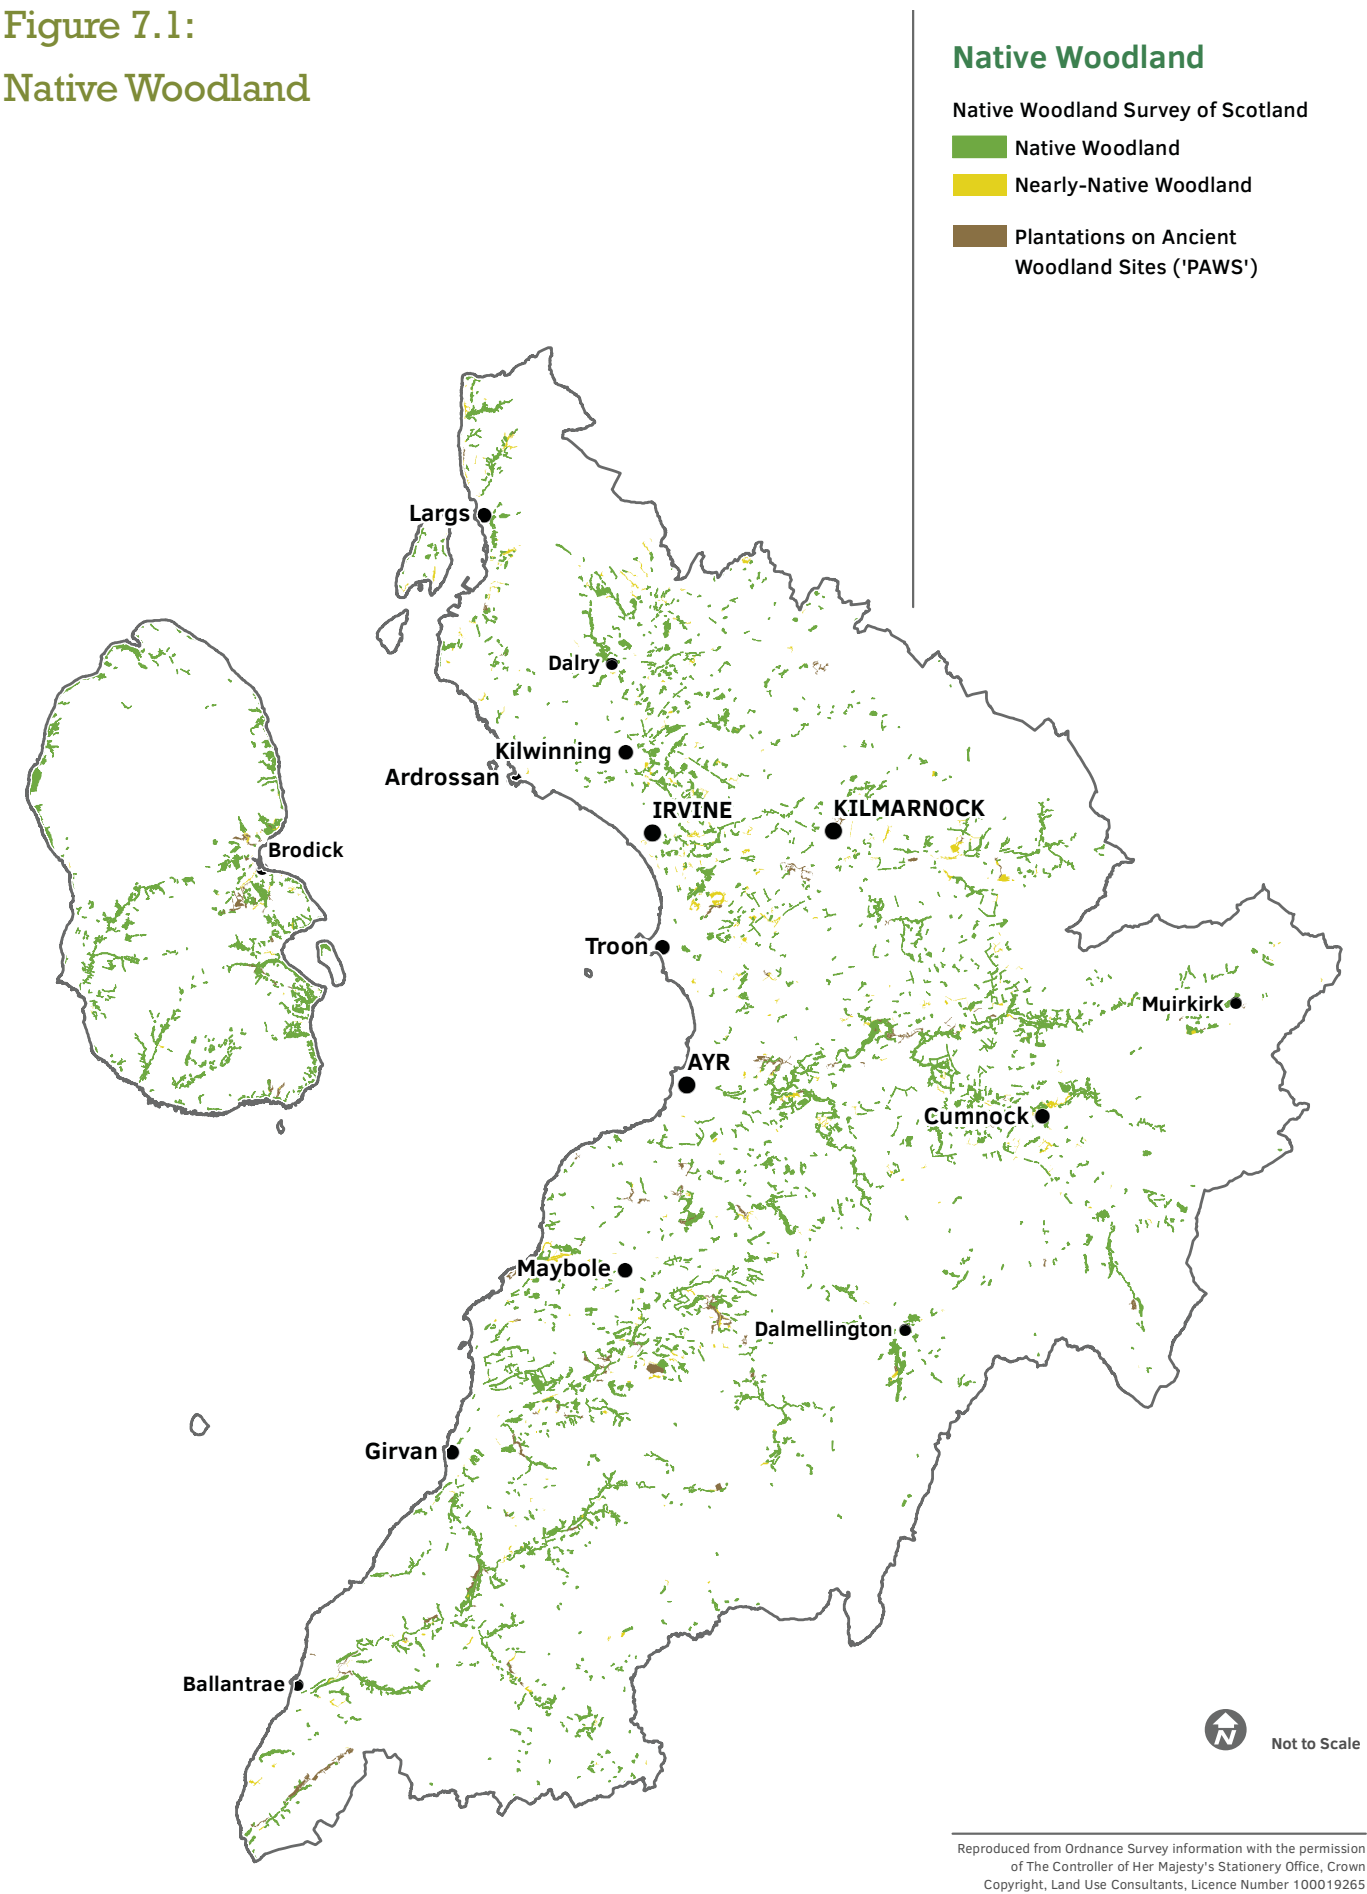 Figure 7.1:
Native Woodland
Native Woodland
Native Woodland Survey of Scotland
Native Woodland
Nearly-Native Woodland
Plantations on Ancient
Woodland Sites ('PAWS')
Largs
Dalry
Kilwinning
Ardrossan
IRVINE
KILMARNOCK
Brodick
Troon
Muirkirk
AYR
Cumnock
Maybole
Dalmellington
Girvan
Ballantrae
N
Not to Scale
Reproduced from Ordnance Survey information with the permission
of The Controller of Her Majesty's Stationery Office, Crown
Copyright, Land Use Consultants, Licence Number 100019265